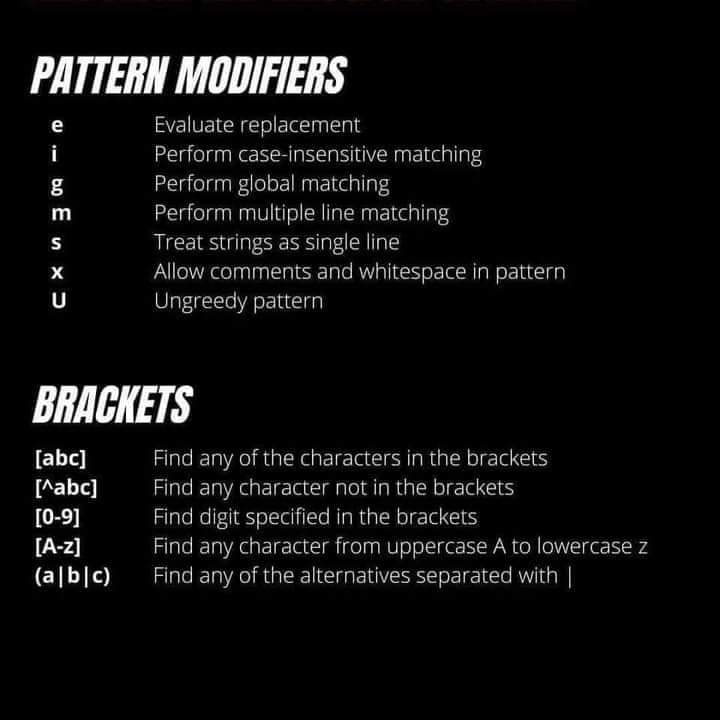 PATTERN MODIFIERS
e Evaluate replacement
i Perform case-insensitive matching
g Perform global matching
m Perform multiple line matching
s Treat strings as single line
x Allow comments and whitespace in pattern
U Ungreedy pattern
BRACKETS
[abc] Find any of the characters in the brackets
[^abc] Find any character not in the brackets
[0-9] Find digit specified in the brackets
[A-z] Find any character from uppercase A to lowercase z
(a|b|c) Find any of the alternatives separated with |